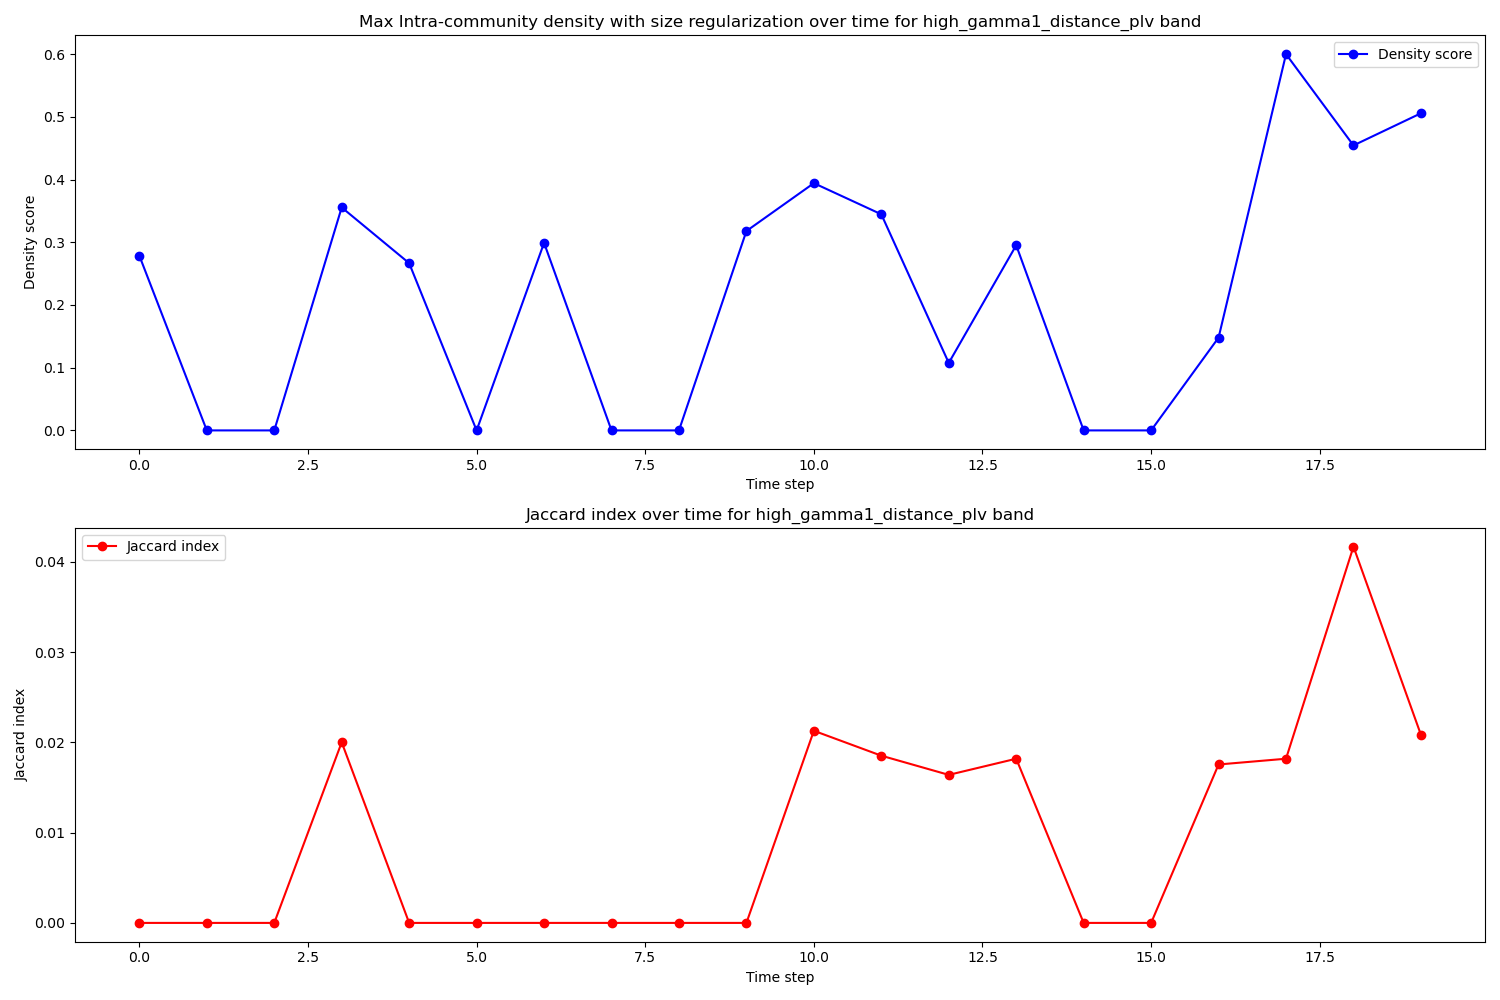 Max Intra-community density with size regularization over time for high_gamma1_distance_plv band
Density score
0.6
0.5
0.4
0.3
0.2
0.1
0.0
Density score
0.0 2.5 5.0 7.5 10.0 12.5 15.0 17.5
Time step
Jaccard index over time for high_gamma1_distance_plv band
Jaccard index
0.04
0.03
0.02
0.01
0.00
Jaccard index
0.0 2.5 5.0 7.5 10.0 12.5 15.0 17.5
Time step